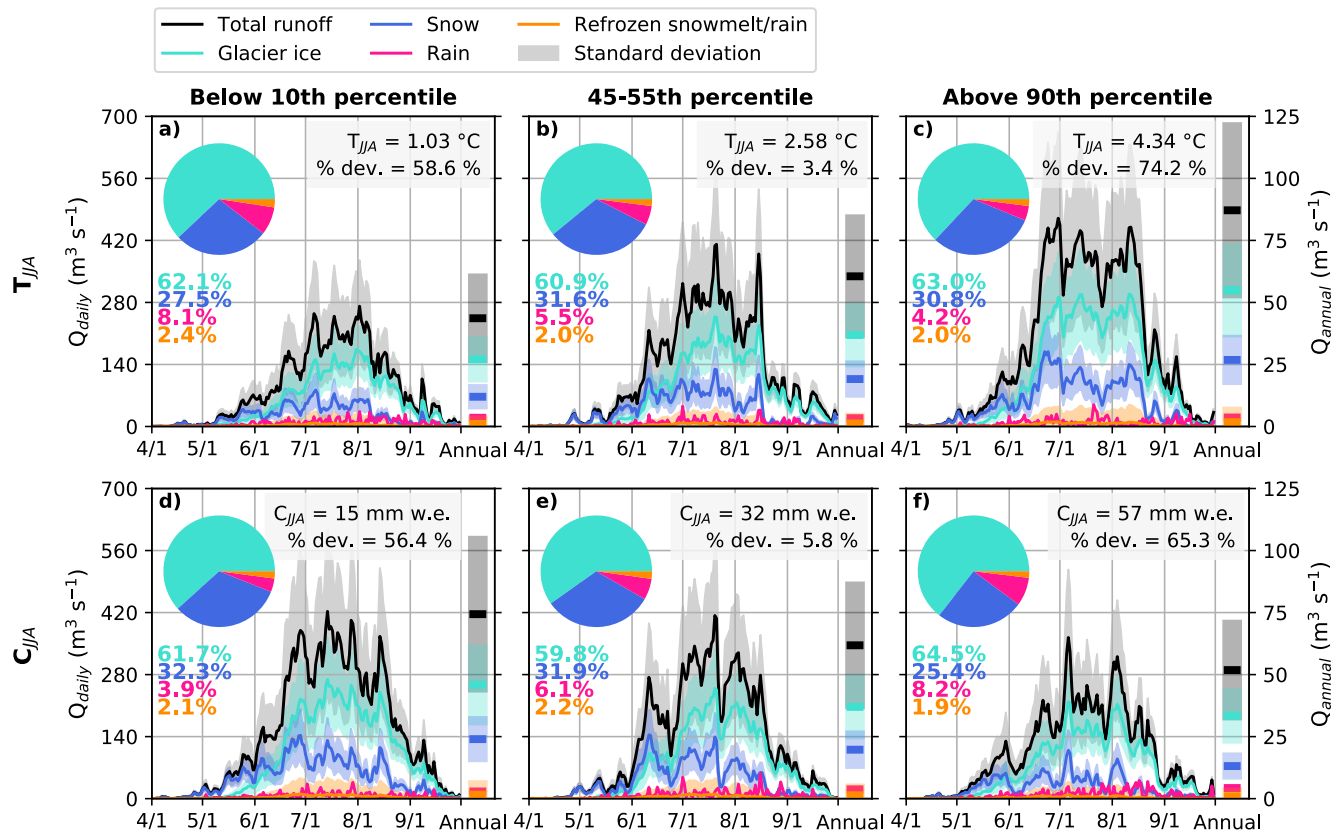 Total runoff
Snow
Refrozen snowmelt/rain
Glacier ice
Rain
Standard deviation
Below 10th percentile
45-55th percentile
Above 90th percentile
T_JJA
Q_daily (m³ s⁻¹)
700
560
420
280
140
0
a)
T_JJA = 1.03 °C
% dev. = 58.6 %
62.1%
27.5%
8.1%
2.4%
4/1 5/1 6/1 7/1 8/1 9/1 Annual
b)
T_JJA = 2.58 °C
% dev. = 3.4 %
60.9%
31.6%
5.5%
2.0%
4/1 5/1 6/1 7/1 8/1 9/1 Annual
c)
T_JJA = 4.34 °C
% dev. = 74.2 %
63.0%
30.8%
4.2%
2.0%
4/1 5/1 6/1 7/1 8/1 9/1 Annual
125
100
75
50
25
0
Q_annual (m³ s⁻¹)
C_JJA
Q_daily (m³ s⁻¹)
700
560
420
280
140
0
d)
C_JJA = 15 mm w.e.
% dev. = 56.4 %
61.7%
32.3%
3.9%
2.1%
4/1 5/1 6/1 7/1 8/1 9/1 Annual
e)
C_JJA = 32 mm w.e.
% dev. = 5.8 %
59.8%
31.9%
6.1%
2.2%
4/1 5/1 6/1 7/1 8/1 9/1 Annual
f)
C_JJA = 57 mm w.e.
% dev. = 65.3 %
64.5%
25.4%
8.2%
1.9%
4/1 5/1 6/1 7/1 8/1 9/1 Annual
125
100
75
50
25
0
Q_annual (m³ s⁻¹)